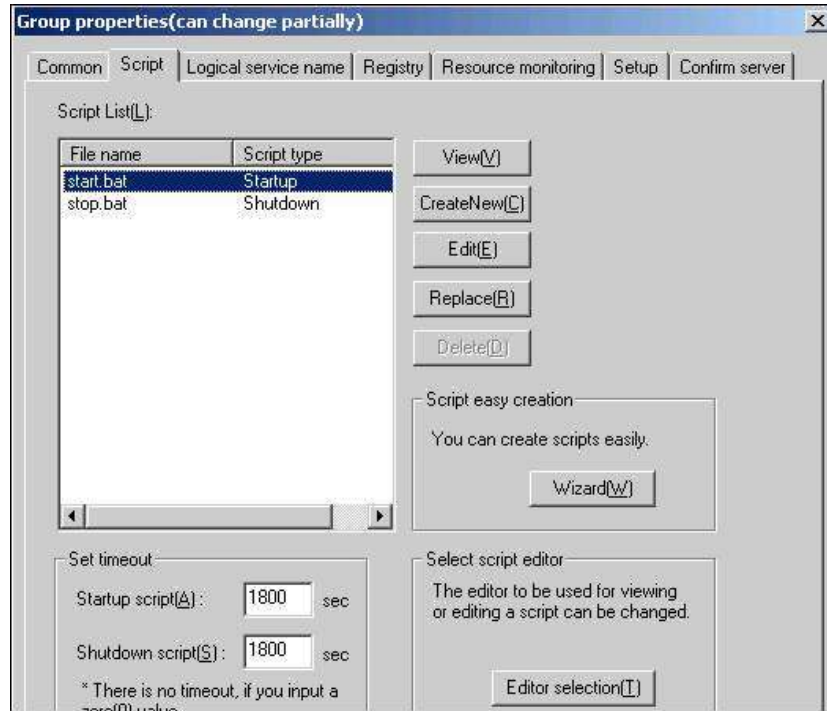 Group properties(can change partially)
Common Script Logical service name Registry Resource monitoring Setup Confirm server
Script List(L):
File name Script type
start.bat Startup
stop.bat Shutdown
View(V)
CreateNew(C)
Edit(E)
Replace(R)
Delete(D)
Script easy creation
You can create scripts easily.
Wizard(W)
Set timeout
Startup script(A) : 1800 sec
Shutdown script(S) : 1800 sec
* There is no timeout, if you input a
zero(0) value
Select script editor
The editor to be used for viewing
or editing a script can be changed.
Editor selection(T)